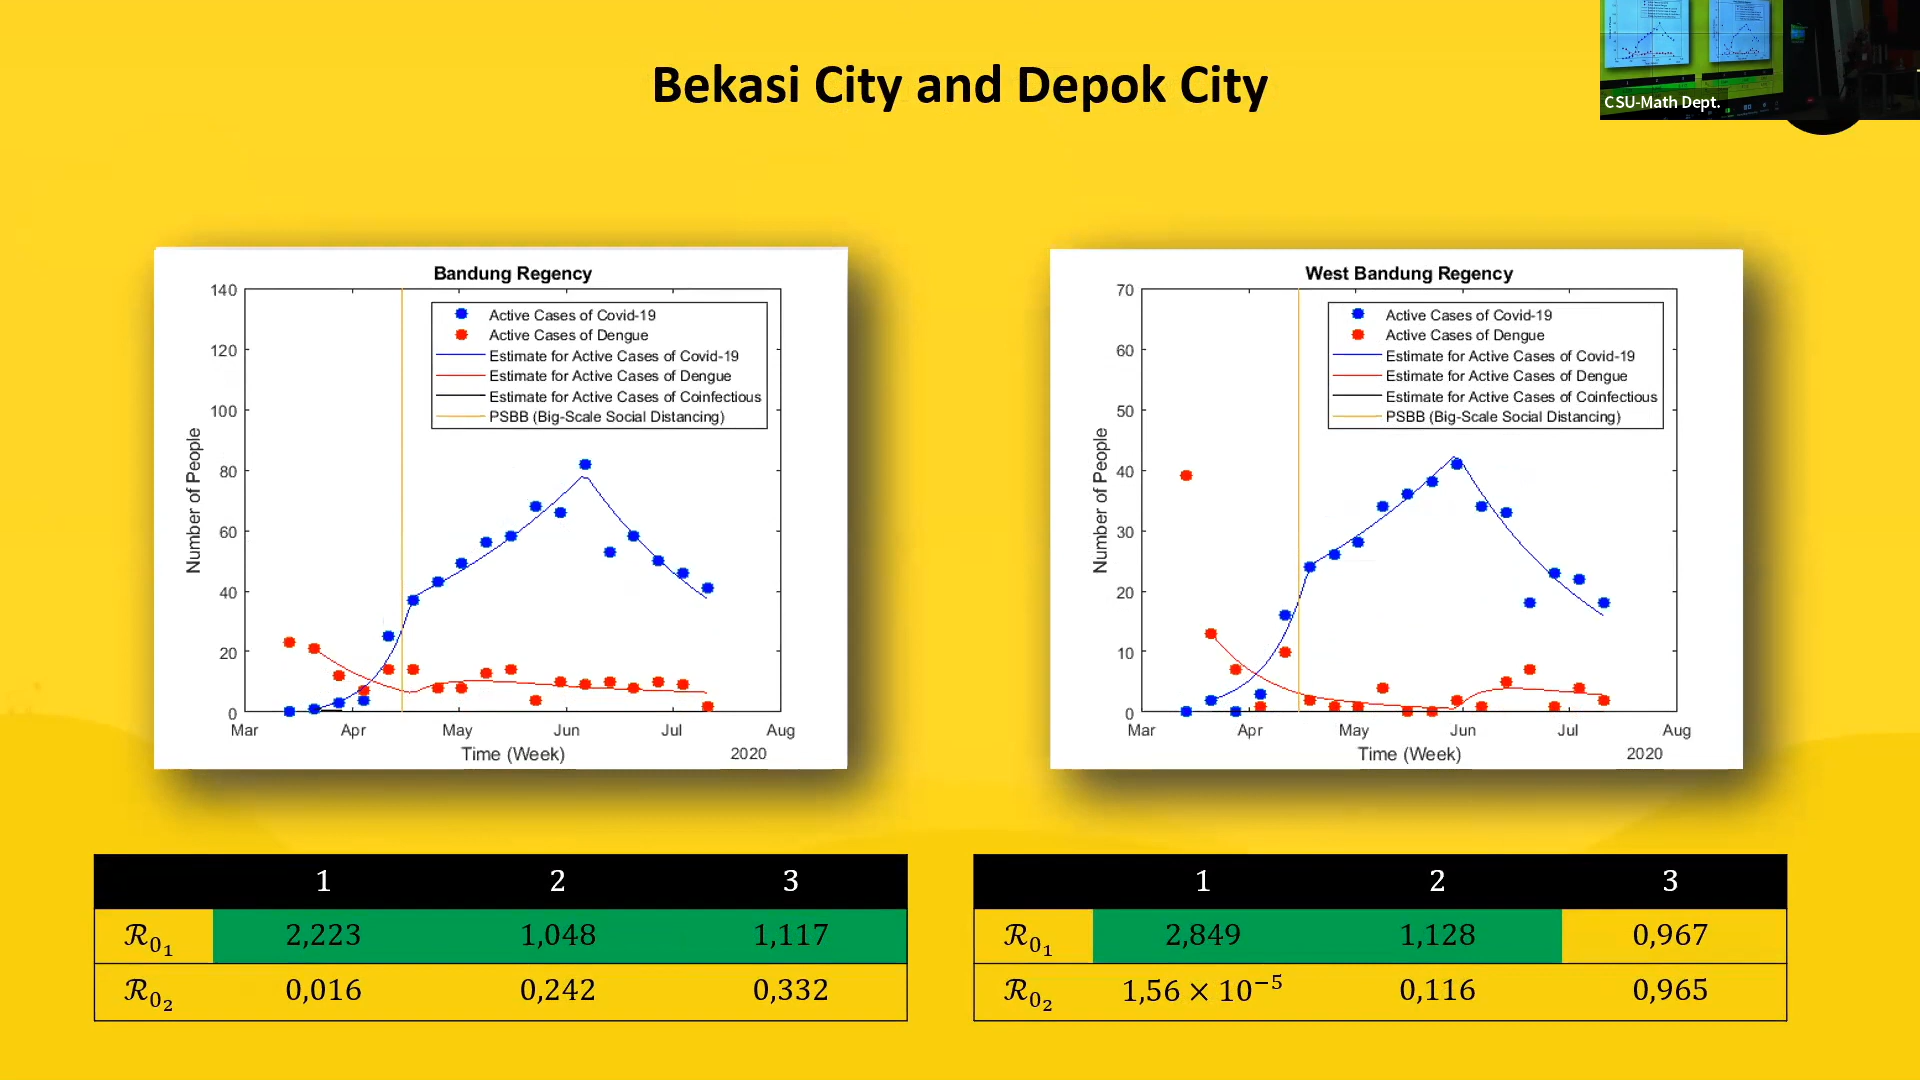 Bekasi City and Depok City
CSU-Math Dept.
Bandung Regency
140
120
100
80
60
40
20
0
Number of People
Active Cases of Covid-19
Active Cases of Dengue
Estimate for Active Cases of Covid-19
Estimate for Active Cases of Dengue
Estimate for Active Cases of Coinfectious
PSBB (Big-Scale Social Distancing)
Mar Apr May Jun Jul Aug
Time (Week) 2020
West Bandung Regency
70
60
50
40
30
20
10
0
Number of People
Active Cases of Covid-19
Active Cases of Dengue
Estimate for Active Cases of Covid-19
Estimate for Active Cases of Dengue
Estimate for Active Cases of Coinfectious
PSBB (Big-Scale Social Distancing)
Mar Apr May Jun Jul Aug
Time (Week) 2020
1 2 3
ℛ₀₁ 2,223 1,048 1,117
ℛ₀₂ 0,016 0,242 0,332
1 2 3
ℛ₀₁ 2,849 1,128 0,967
ℛ₀₂ 1,56 × 10⁻⁵ 0,116 0,965